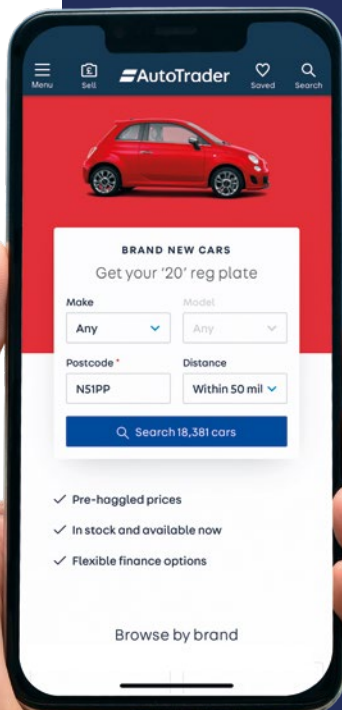 Menu
Sell
AutoTrader
Saved
Search
BRAND NEW CARS
Get your ‘20’ reg plate
Make
Model
Any
Any
Postcode *
Distance
N51PP
Within 50 mil
Search 18,381 cars
Pre-haggled prices
In stock and available now
Flexible finance options
Browse by brand